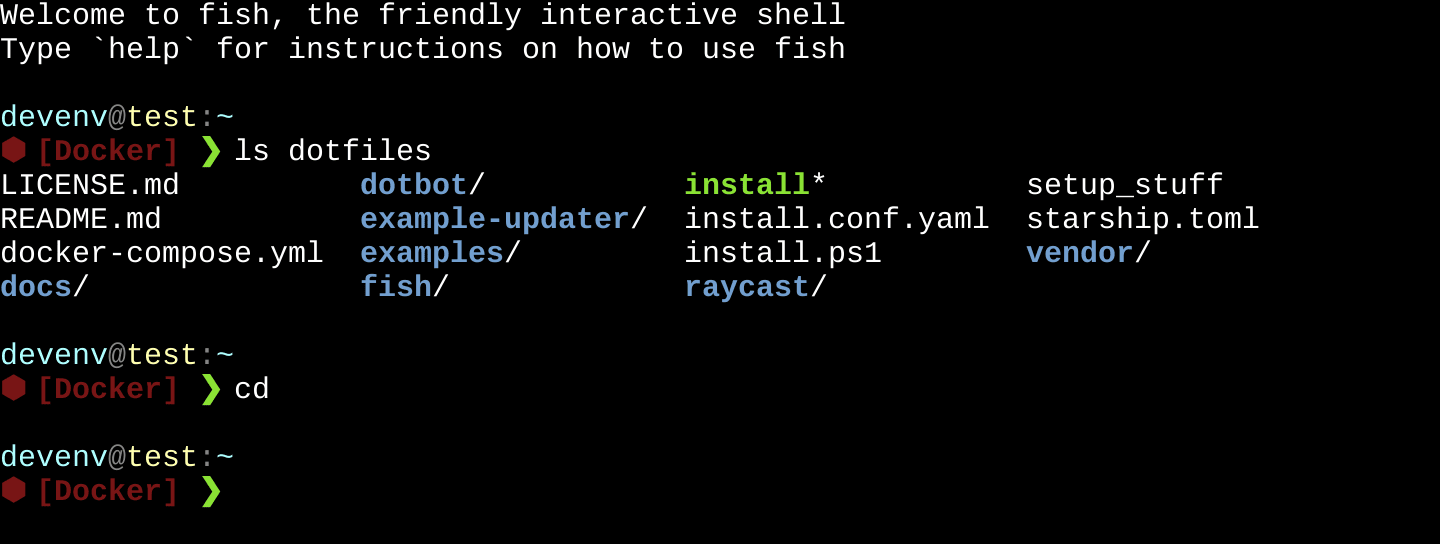 Welcome to fish, the friendly interactive shell
Type `help` for instructions on how to use fish
devenv@test:~
⬢ [Docker] ❯ ls dotfiles
LICENSE.md          dotbot/           install*           setup_stuff
README.md           example-updater/  install.conf.yaml  starship.toml
docker-compose.yml  examples/         install.ps1        vendor/
docs/               fish/             raycast/
devenv@test:~
⬢ [Docker] ❯ cd
devenv@test:~
⬢ [Docker] ❯